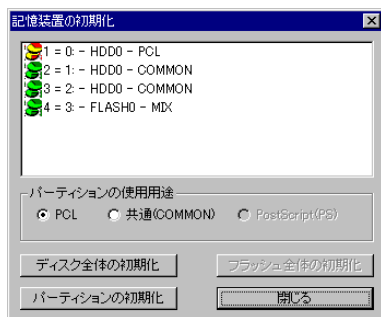 記憶装置の初期化
1 = 0: - HDD0 - PCL
2 = 1: - HDD0 - COMMON
3 = 2: - HDD0 - COMMON
4 = 3: - FLASH0 - MIX
パーティションの使用用途
PCL 共通(COMMON) PostScript(PS)
ディスク全体の初期化 フラッシュ全体の初期化
パーティションの初期化 閉じる